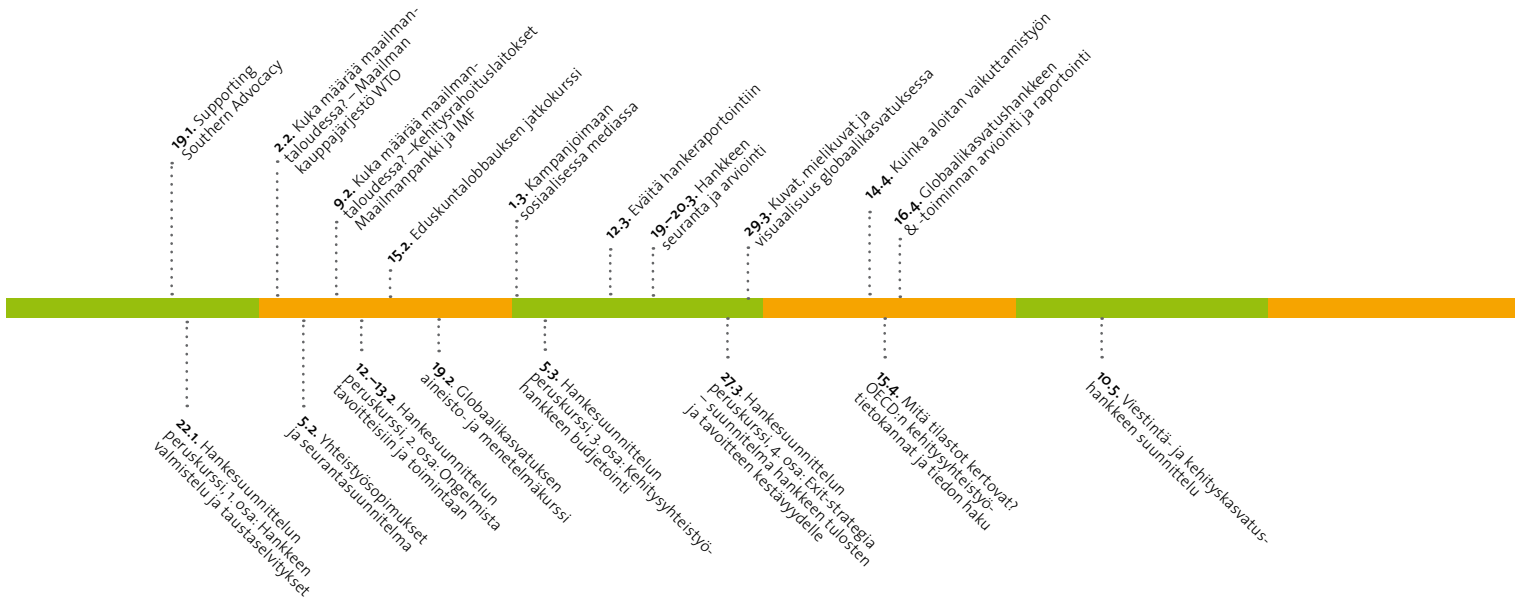 19.1. Supporting
Southern Advocacy
2.2. Kuka määrää maailman-
taloudessa? – Maailman
kauppajärjestö WTO
9.2. Kuka määrää maailman-
taloudessa? –Kehitysrahoituslaitokset
Maailmanpankki ja IMF
15.2. Eduskuntalobbauksen jatkokurssi
1.3. Kampanjoimaan
sosiaalisessa mediassa
12.3. Eväitä hankeraportointiin
19.–20.3. Hankkeen
seuranta ja arviointi
29.3. Kuvat, mielikuvat ja
visuaalisuus globaalikasvatuksessa
14.4. Kuinka aloitan vaikuttamistyön
16.4. Globaalikasvatushankkeen
& -toiminnan arviointi ja raportointi
22.1. Hankesuunnittelun
peruskurssi, 1. osa: Hankkeen
valmistelu ja taustaselvitykset
5.2. Yhteistyösopimukset
ja seurantasuunnitelma
12.–13.2. Hankesuunnittelun
peruskurssi, 2. osa: Ongelmista
tavoitteisiin ja toimintaan
19.2. Globaalikasvatuksen
aineisto- ja menetelmäkurssi
5.3. Hankesuunnittelun
peruskurssi, 3. osa: Kehitysyhteistyö-
hankkeen budjetointi
27.3. Hankesuunnittelun
peruskurssi, 4. osa: Exit-strategia
– suunnitelma hankkeen tulosten
ja tavoitteen kestävyydelle
15.4. Mitä tilastot kertovat?
OECD:n kehitysyhteistyö-
tietokannat ja tiedon haku
10.5. Viestintä- ja kehityskasvatus-
hankkeen suunnittelu